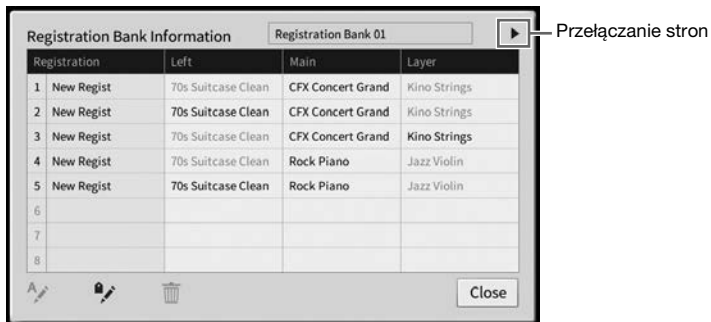 Registration Bank Information Registration Bank 01
Przełączanie stron
Registration Left Main Layer
1 New Regist 70s Suitcase Clean CFX Concert Grand Kino Strings
2 New Regist 70s Suitcase Clean CFX Concert Grand Kino Strings
3 New Regist 70s Suitcase Clean CFX Concert Grand Kino Strings
4 New Regist 70s Suitcase Clean Rock Piano Jazz Violin
5 New Regist 70s Suitcase Clean Rock Piano Jazz Violin
6
7
8
A
Close